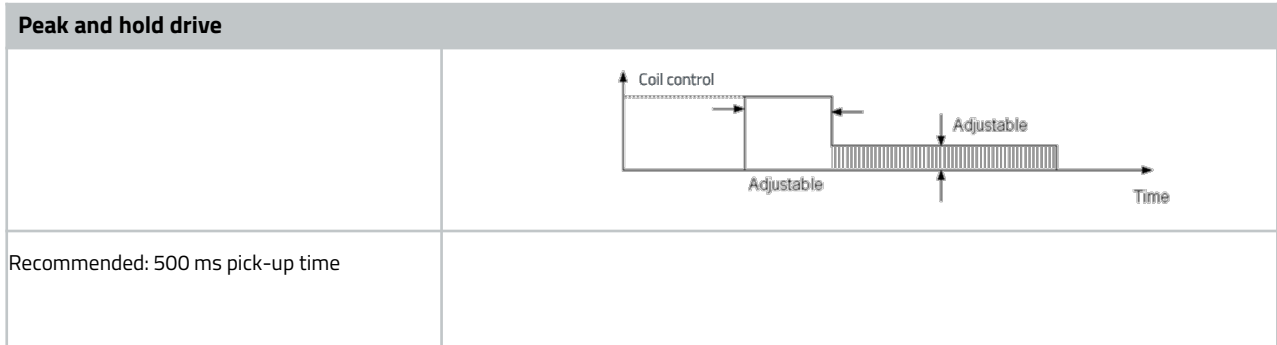 Peak and hold drive
Coil control
Adjustable
Adjustable
Time
Recommended: 500 ms pick-up time